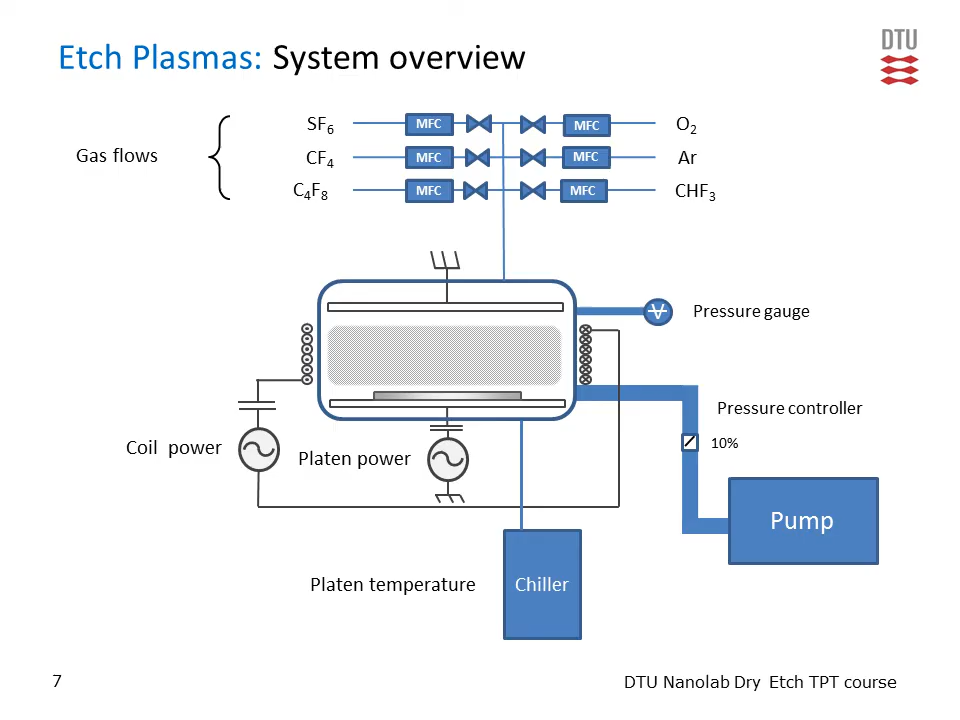 Etch Plasmas: System overview
DTU
Gas flows
SF₆ MFC MFC O₂
CF₄ MFC MFC Ar
C₄F₈ MFC MFC CHF₃
Pressure gauge
Pressure controller
10%
Coil power
Platen power
Pump
Platen temperature
Chiller
7
DTU Nanolab Dry Etch TPT course